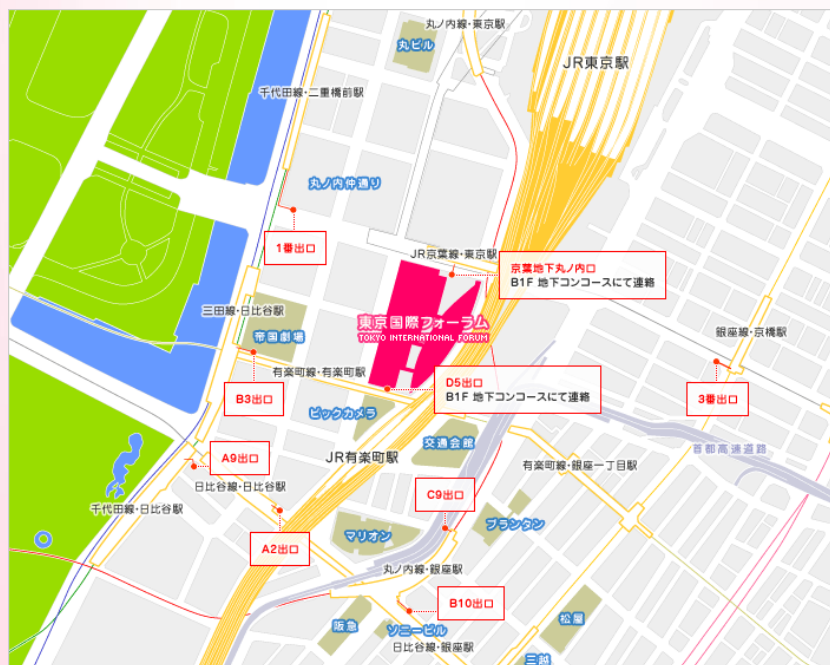 丸ノ内線・東京駅
丸ビル
JR東京駅
千代田線・二重橋前駅
丸ノ内仲通り
1番出口
JR京葉線・東京駅
京葉地下丸ノ内口
B1F 地下コンコースにて連絡
三田線・日比谷駅
帝国劇場
東京国際フォーラム
TOKYO INTERNATIONAL FORUM
銀座線・京橋駅
有楽町線・有楽町駅
D5出口
B1F 地下コンコースにて連絡
B3出口
3番出口
ビックカメラ
交通会館
首都高速道路
A9出口
JR有楽町駅
有楽町線・銀座一丁目駅
日比谷線・日比谷駅
C9出口
千代田線・日比谷駅
プランタン
マリオン
A2出口
丸ノ内線・銀座駅
B10出口
松屋
阪急
ソニービル
日比谷線・銀座駅
三越